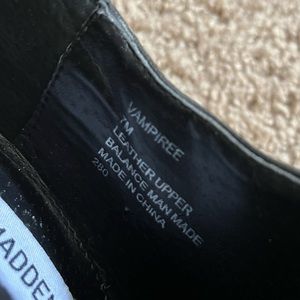 VAMPIREE
7M
LEATHER UPPER
BALANCE MAN MADE
MADE IN CHINA
280
MADDEN